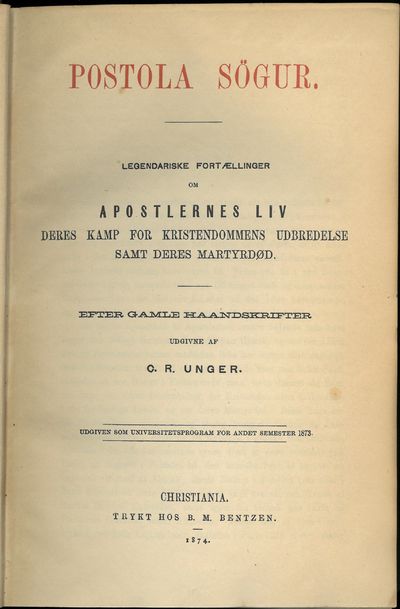 POSTOLA SÖGUR.
LEGENDARISKE FORTÆLLINGER
OM
APOSTLERNES LIV
DERES KAMP FOR KRISTENDOMMENS UDBREDELSE
SAMT DERES MARTYRDØD.
EFTER GAMLE HAANDSKRIFTER
UDGIVNE AF
C. R. UNGER.
UDGIVEN SOM UNIVERSITETSPROGRAM FOR ANDET SEMESTER 1873.
CHRISTIANIA.
TRYKT HOS B. M. BENTZEN.
1874.